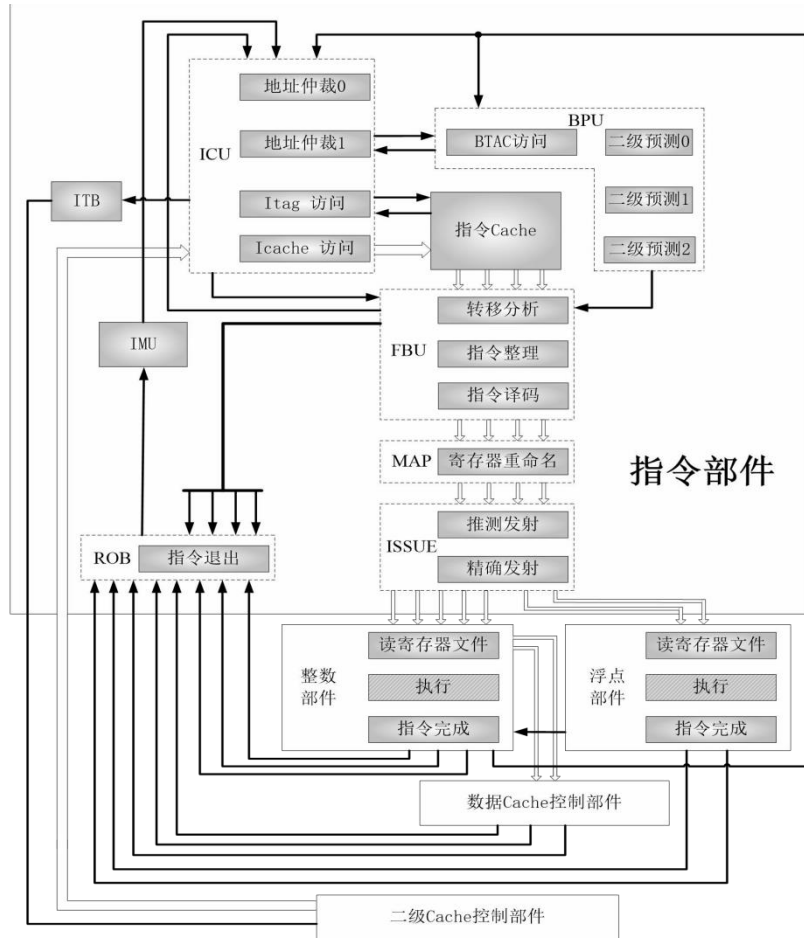 地址仲裁0
BPU
地址仲裁1
BTAC访问
二级预测0
ICU
ITB
Itag 访问
二级预测1
指令Cache
Icache 访问
二级预测2
转移分析
IMU
FBU
指令整理
指令译码
MAP
寄存器重命名
指令部件
推测发射
ROB
指令退出
ISSUE
精确发射
读寄存器文件
读寄存器文件
整数
部件
执行
浮点
部件
执行
指令完成
指令完成
数据Cache控制部件
二级Cache控制部件